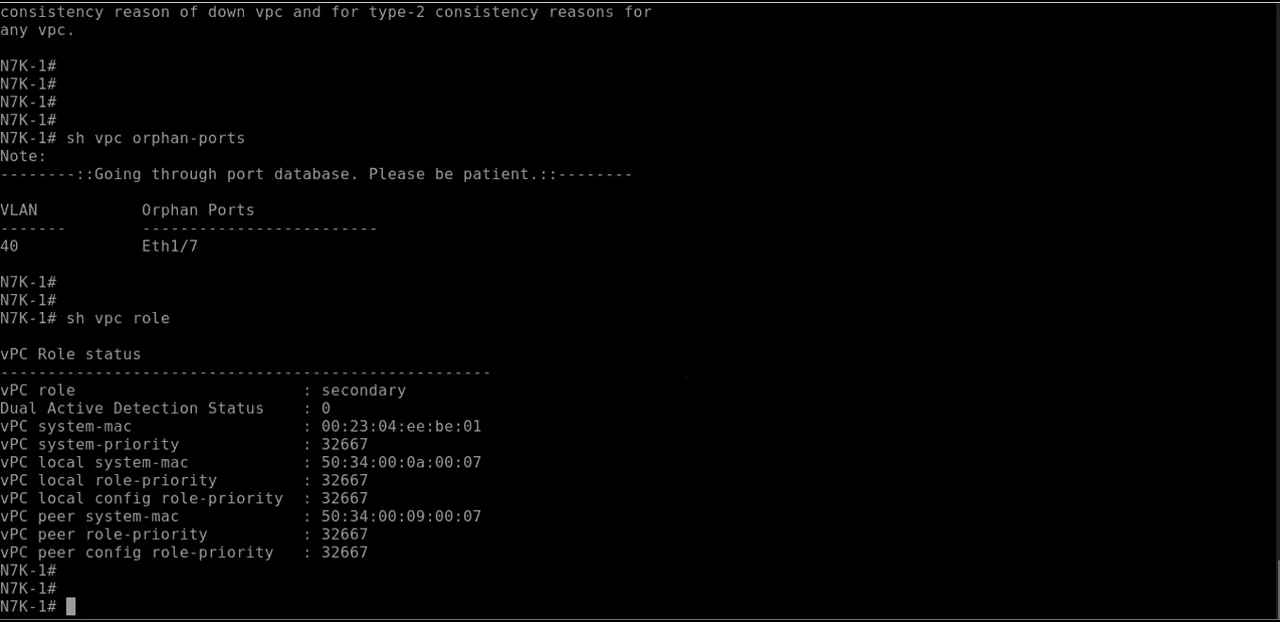 consistency reason of down vpc and for type-2 consistency reasons for
any vpc.
N7K-1#
N7K-1#
N7K-1#
N7K-1#
N7K-1# sh vpc orphan-ports
Note:
--------::Going through port database. Please be patient.::--------
VLAN           Orphan Ports
-------        -------------------------
40             Eth1/7
N7K-1#
N7K-1#
N7K-1# sh vpc role
vPC Role status
----------------------------------------------------
vPC role                        : secondary
Dual Active Detection Status    : 0
vPC system-mac                  : 00:23:04:ee:be:01
vPC system-priority             : 32667
vPC local system-mac            : 50:34:00:0a:00:07
vPC local role-priority         : 32667
vPC local config role-priority  : 32667
vPC peer system-mac             : 50:34:00:09:00:07
vPC peer role-priority          : 32667
vPC peer config role-priority   : 32667
N7K-1#
N7K-1#
N7K-1#